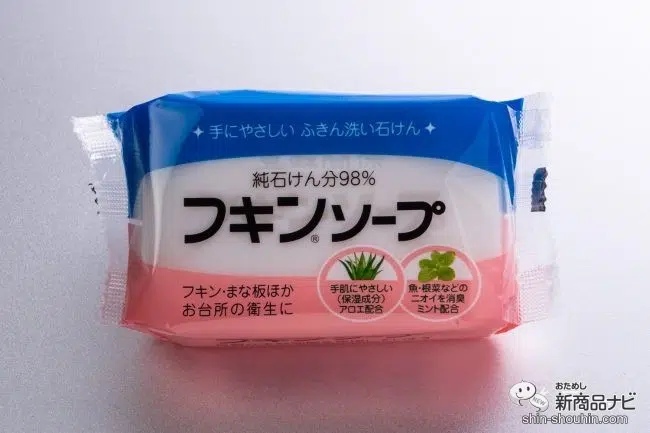 ✦ 手にやさしい ふきん洗い石けん ✦
純石けん分98%
フキンソープ®
フキン・まな板ほか
お台所の衛生に
手肌にやさしい
(保湿成分)
アロエ配合
魚・根菜などの
ニオイを消臭
ミント配合
おためし
新商品ナビ
NEW
shin-shouhin.com